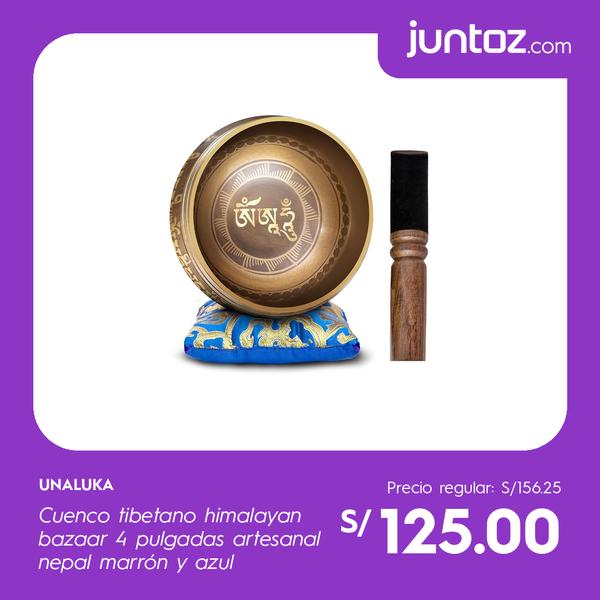 juntoz.com
ༀ ཨཱཿ ཧཱུྃ
UNALUKA
Cuenco tibetano himalayan
bazaar 4 pulgadas artesanal
nepal marrón y azul
Precio regular: S/156.25
S/125.00